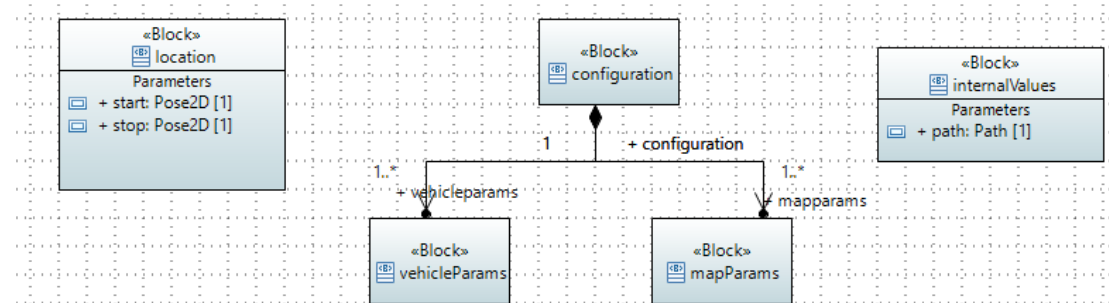 «Block»
location
Parameters
+ start: Pose2D [1]
+ stop: Pose2D [1]
«Block»
configuration
«Block»
internalValues
Parameters
+ path: Path [1]
1
+ configuration
1..*
+ vehicleparams
1..*
+ mapparams
«Block»
vehicleParams
«Block»
mapParams